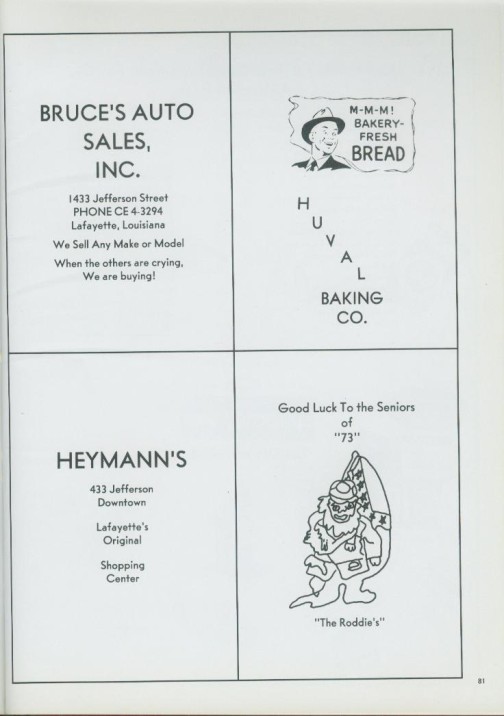 BRUCE'S AUTO
SALES,
INC.
1433 Jefferson Street
PHONE CE 4-3294
Lafayette, Louisiana
We Sell Any Make or Model
When the others are crying,
We are buying!
M-M-M!
BAKERY-
FRESH
BREAD
H
U
V
A
L
BAKING
CO.
HEYMANN'S
433 Jefferson
Downtown
Lafayette's
Original
Shopping
Center
Good Luck To the Seniors
of
"73"
"The Roddie's"
81